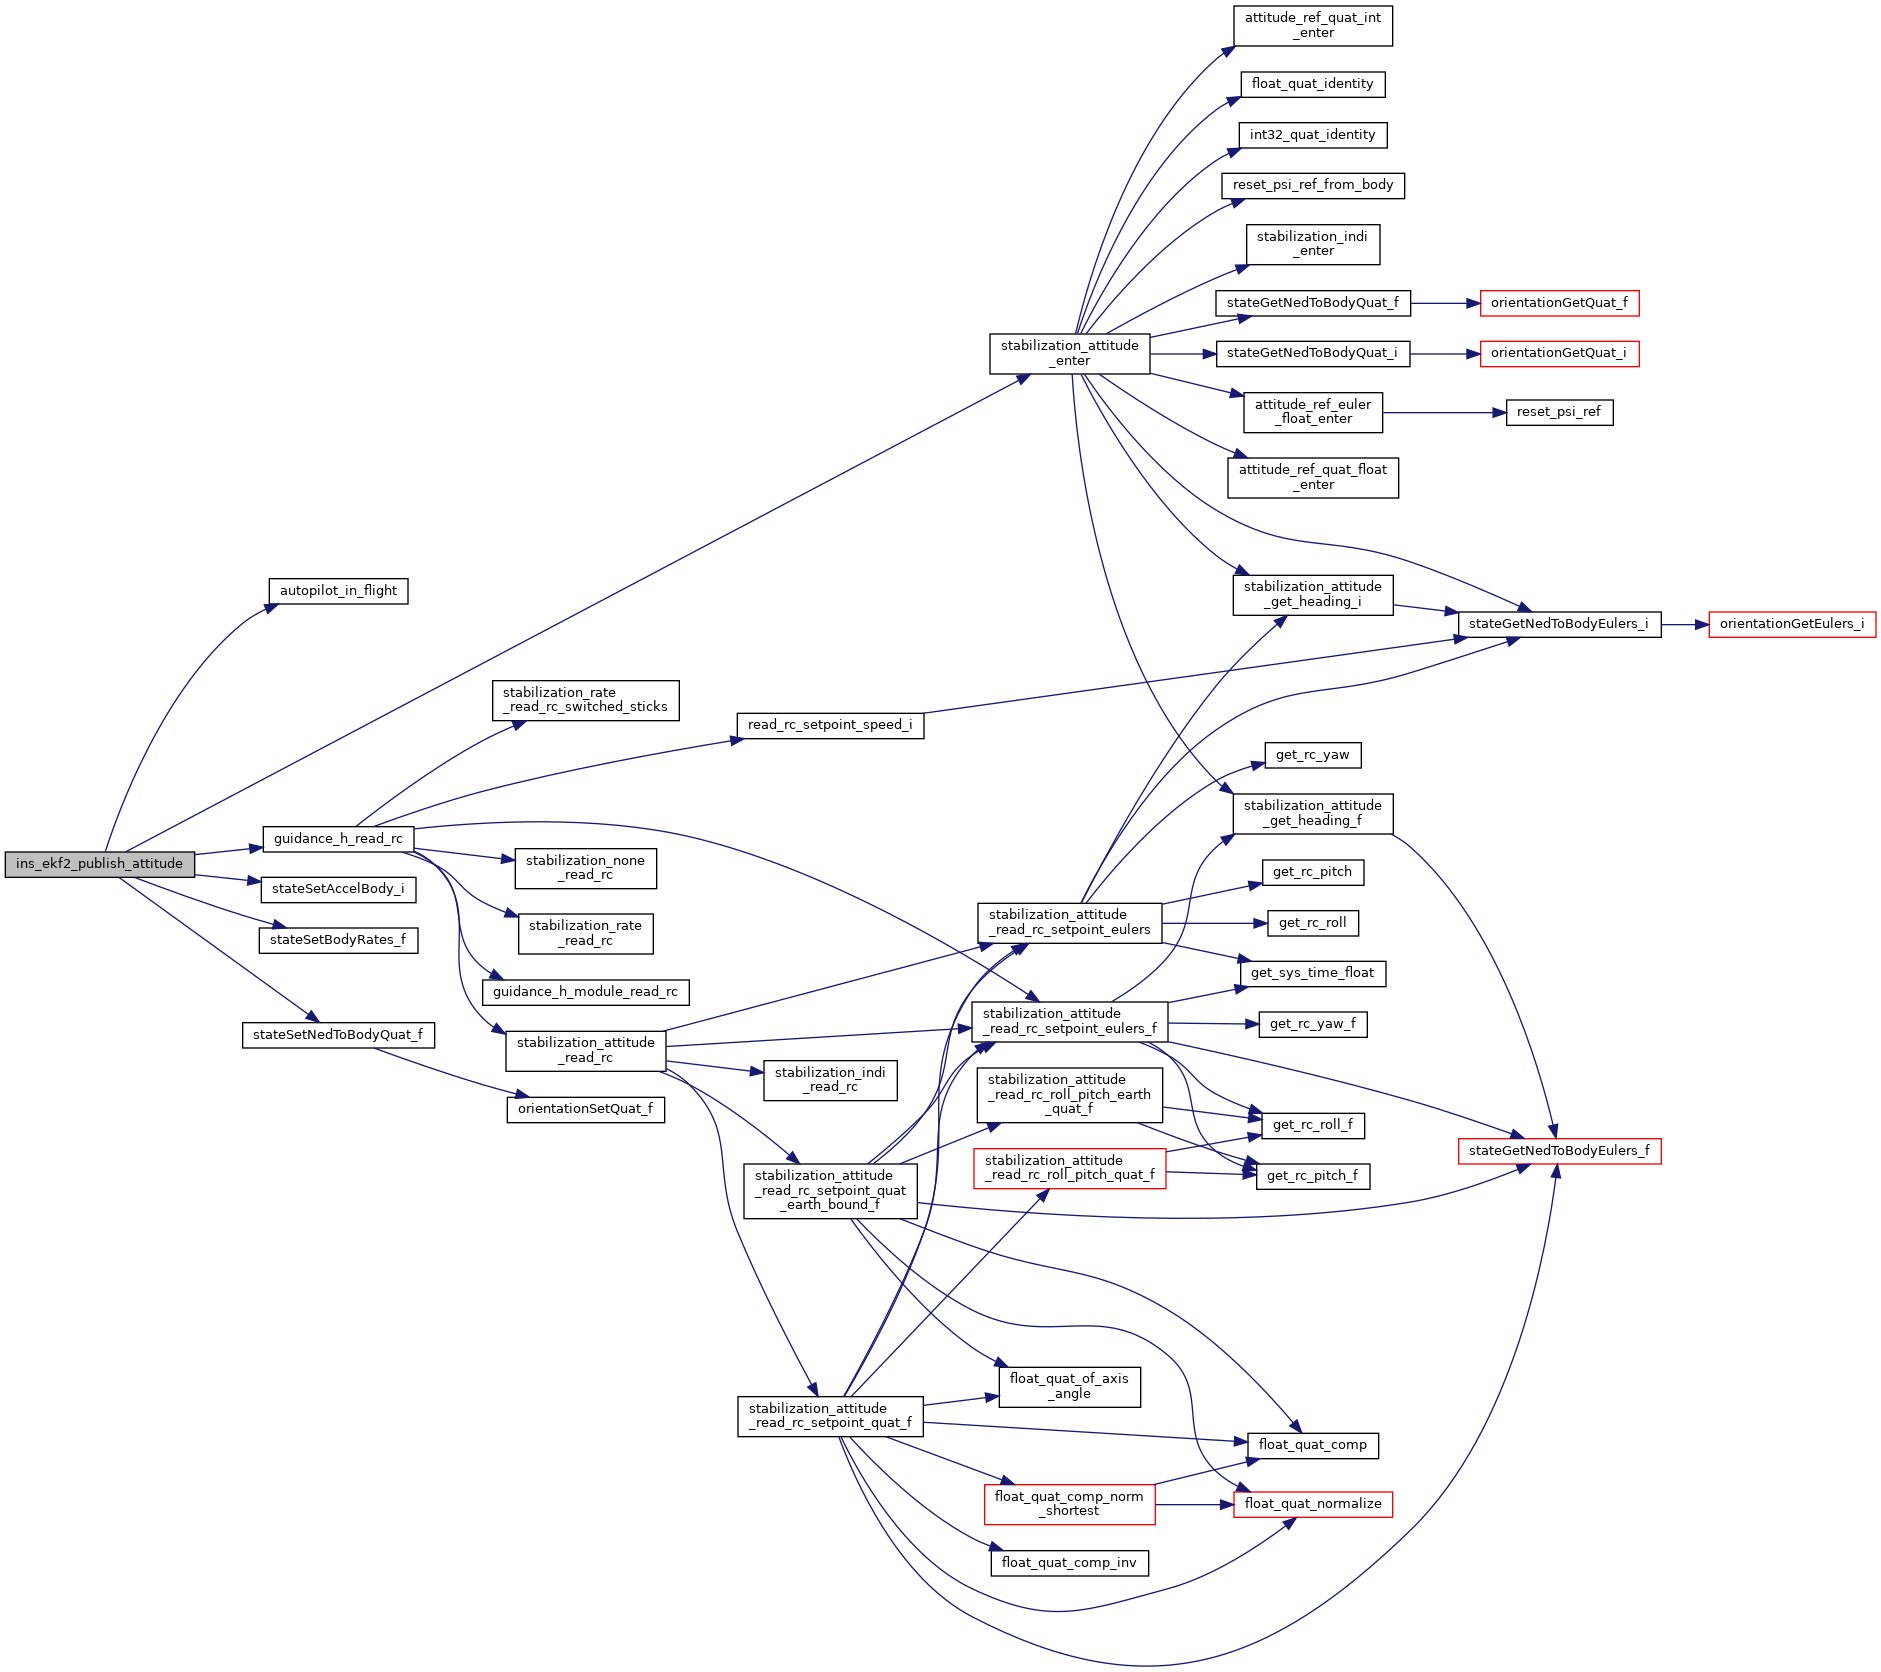 attitude_ref_quat_int
_enter
float_quat_identity
int32_quat_identity
reset_psi_ref_from_body
stabilization_indi
_enter
stateGetNedToBodyQuat_f
orientationGetQuat_f
stabilization_attitude
_enter
stateGetNedToBodyQuat_i
orientationGetQuat_i
attitude_ref_euler
_float_enter
reset_psi_ref
attitude_ref_quat_float
_enter
autopilot_in_flight
stabilization_attitude
_get_heading_i
stateGetNedToBodyEulers_i
orientationGetEulers_i
stabilization_rate
_read_rc_switched_sticks
read_rc_setpoint_speed_i
get_rc_yaw
stabilization_attitude
_get_heading_f
guidance_h_read_rc
ins_ekf2_publish_attitude
stabilization_none
_read_rc
get_rc_pitch
stateSetAccelBody_i
stabilization_attitude
_read_rc_setpoint_eulers
get_rc_roll
stabilization_rate
_read_rc
stateSetBodyRates_f
get_sys_time_float
guidance_h_module_read_rc
stabilization_attitude
_read_rc_setpoint_eulers_f
get_rc_yaw_f
stateSetNedToBodyQuat_f
stabilization_attitude
_read_rc
stabilization_indi
_read_rc
stabilization_attitude
_read_rc_roll_pitch_earth
_quat_f
orientationSetQuat_f
get_rc_roll_f
stateGetNedToBodyEulers_f
stabilization_attitude
_read_rc_roll_pitch_quat_f
get_rc_pitch_f
stabilization_attitude
_read_rc_setpoint_quat
_earth_bound_f
float_quat_of_axis
_angle
stabilization_attitude
_read_rc_setpoint_quat_f
float_quat_comp
float_quat_comp_norm
_shortest
float_quat_normalize
float_quat_comp_inv